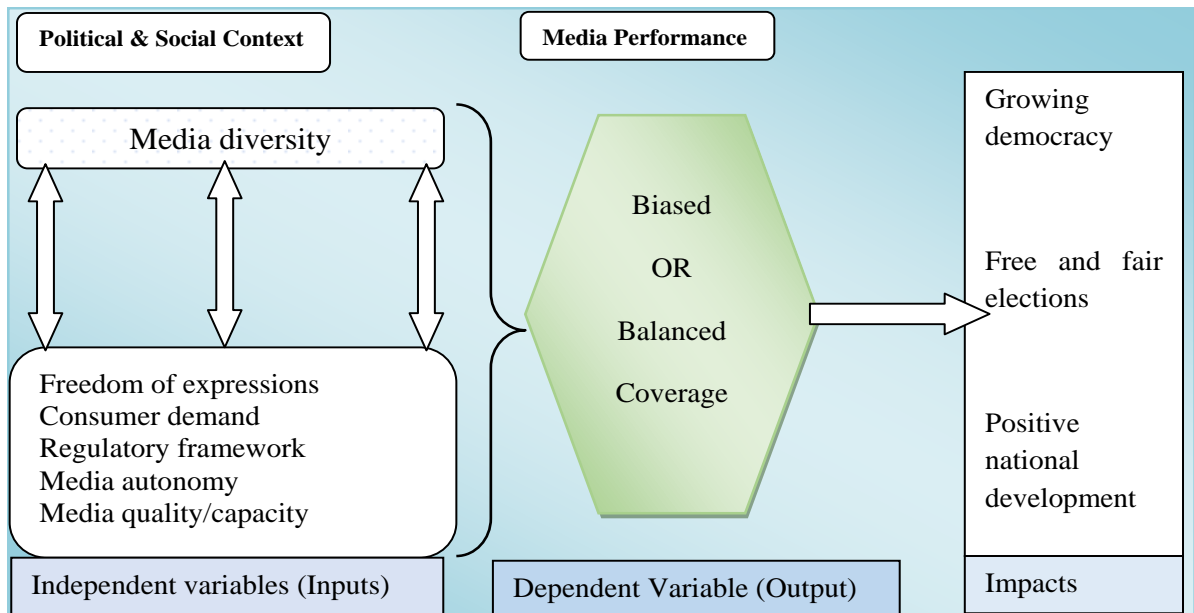 Political & Social Context
Media diversity
Freedom of expressions
Consumer demand
Regulatory framework
Media autonomy
Media quality/capacity
Independent variables (Inputs)
Media Performance
Biased
OR
Balanced
Coverage
Dependent Variable (Output)
Growing
democracy
Free and fair
elections
Positive
national
development
Impacts